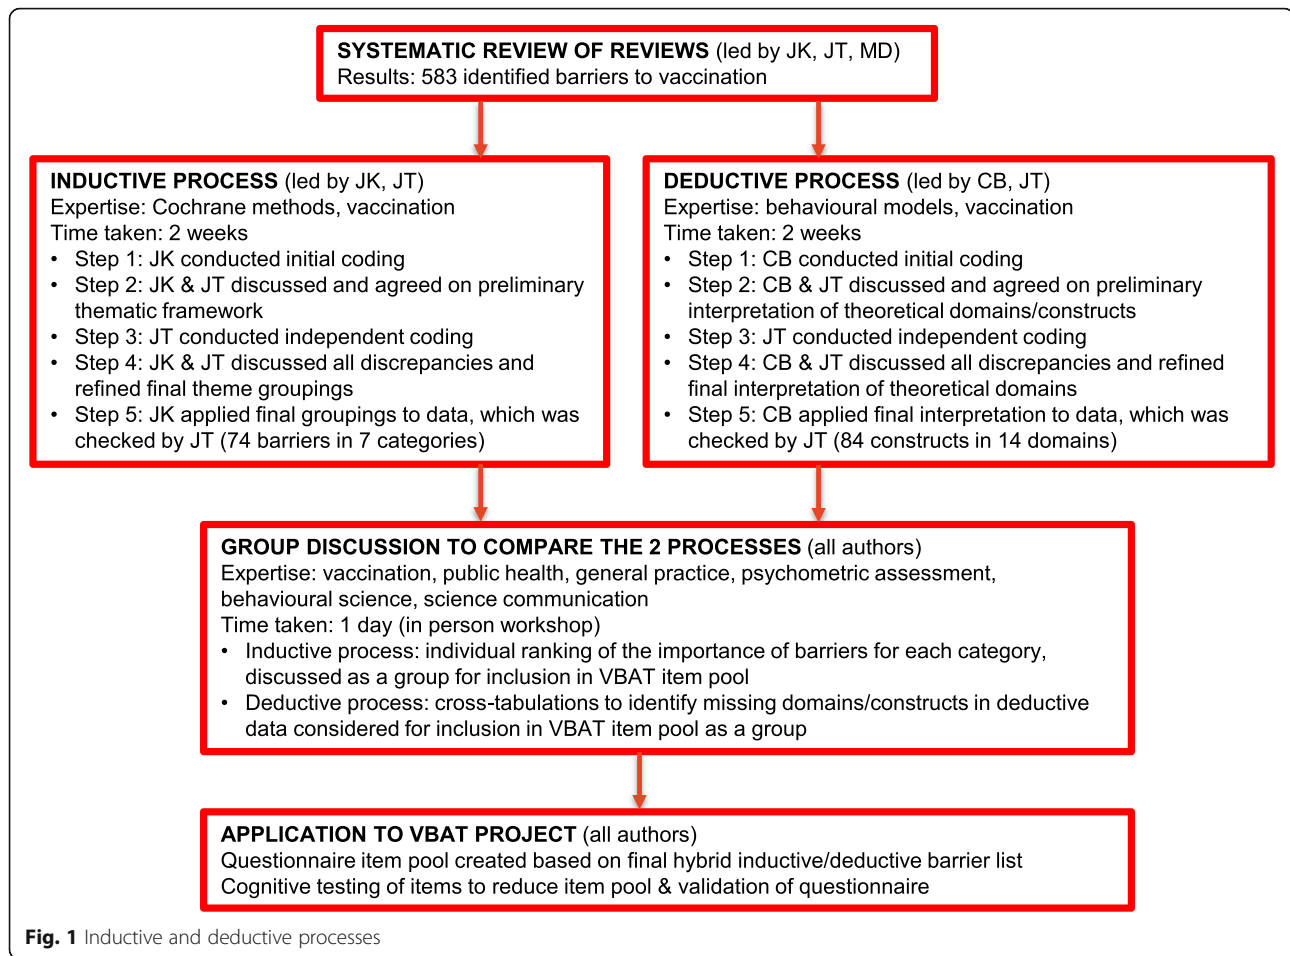 SYSTEMATIC REVIEW OF REVIEWS (led by JK, JT, MD)
Results: 583 identified barriers to vaccination
INDUCTIVE PROCESS (led by JK, JT)
Expertise: Cochrane methods, vaccination
Time taken: 2 weeks
• Step 1: JK conducted initial coding
• Step 2: JK & JT discussed and agreed on preliminary
thematic framework
• Step 3: JT conducted independent coding
• Step 4: JK & JT discussed all discrepancies and
refined final theme groupings
• Step 5: JK applied final groupings to data, which was
checked by JT (74 barriers in 7 categories)
DEDUCTIVE PROCESS (led by CB, JT)
Expertise: behavioural models, vaccination
Time taken: 2 weeks
• Step 1: CB conducted initial coding
• Step 2: CB & JT discussed and agreed on preliminary
interpretation of theoretical domains/constructs
• Step 3: JT conducted independent coding
• Step 4: CB & JT discussed all discrepancies and refined
final interpretation of theoretical domains
• Step 5: CB applied final interpretation to data, which was
checked by JT (84 constructs in 14 domains)
GROUP DISCUSSION TO COMPARE THE 2 PROCESSES (all authors)
Expertise: vaccination, public health, general practice, psychometric assessment,
behavioural science, science communication
Time taken: 1 day (in person workshop)
• Inductive process: individual ranking of the importance of barriers for each category,
discussed as a group for inclusion in VBAT item pool
• Deductive process: cross-tabulations to identify missing domains/constructs in deductive
data considered for inclusion in VBAT item pool as a group
APPLICATION TO VBAT PROJECT (all authors)
Questionnaire item pool created based on final hybrid inductive/deductive barrier list
Cognitive testing of items to reduce item pool & validation of questionnaire
Fig. 1 Inductive and deductive processes